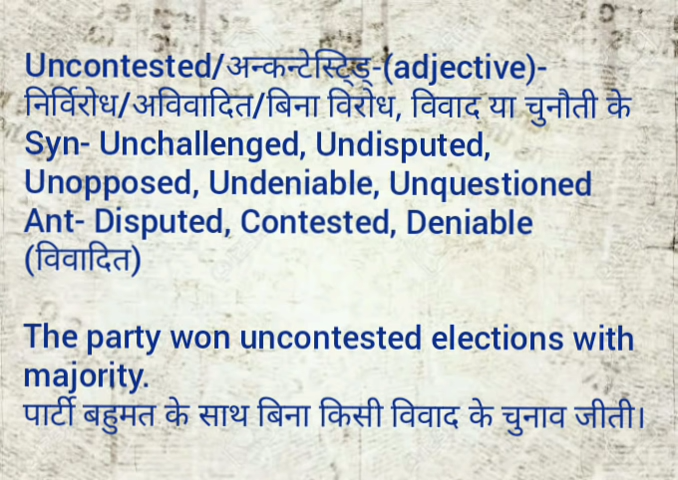 Uncontested/अन्कन्टेस्टि्ड्-(adjective)-
निर्विरोध/अविवादित/बिना विरोध, विवाद या चुनौती के
Syn- Unchallenged, Undisputed,
Unopposed, Undeniable, Unquestioned
Ant- Disputed, Contested, Deniable
(विवादित)
The party won uncontested elections with
majority.
पार्टी बहुमत के साथ बिना किसी विवाद के चुनाव जीती।